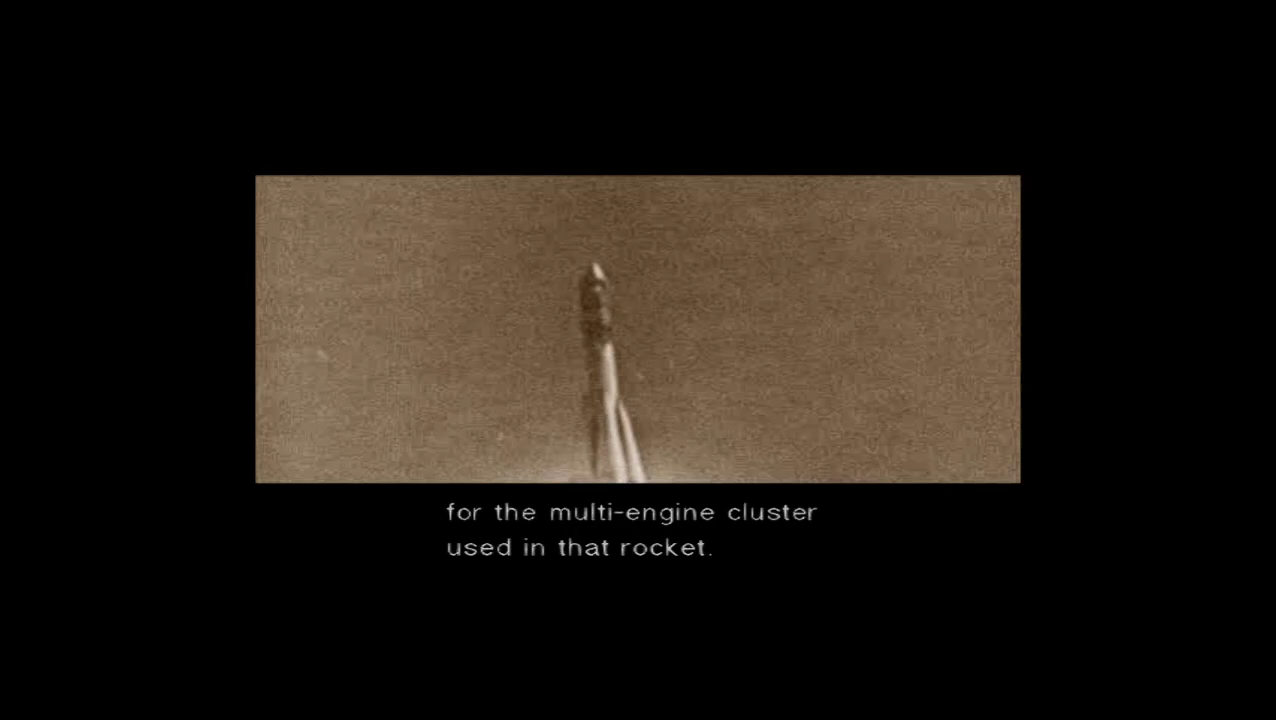 for the multi-engine cluster
used in that rocket.